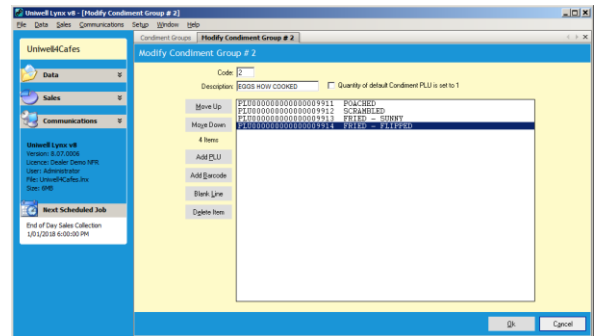 Uniwell Lynx v8 - [Modify Condiment Group # 2]
File Data Sales Communications Setup Window Help
Uniwell4Cafes
Condiment Groups Modify Condiment Group # 2
Modify Condiment Group # 2
Data
Sales
Communications
Uniwell Lynx v8
Version: 8.07.0006
Licence: Dealer Demo NFR
User: Administrator
File: Uniwell4Cafes.lnx
Size: 6MB
Next Scheduled Job
End of Day Sales Collection
1/01/2018 6:00:00 PM
Code: 2
Description: EGGS HOW COOKED Quantity of default Condiment PLU is set to 1
Move Up
Move Down
4 Items
Add PLU
Add Barcode
Blank Line
Delete Item
PLU000000000000009911 POACHED
PLU000000000000009912 SCRAMBLED
PLU000000000000009913 FRIED - SUNNY
PLU000000000000009914 FRIED - FLIPPED
Ok Cancel